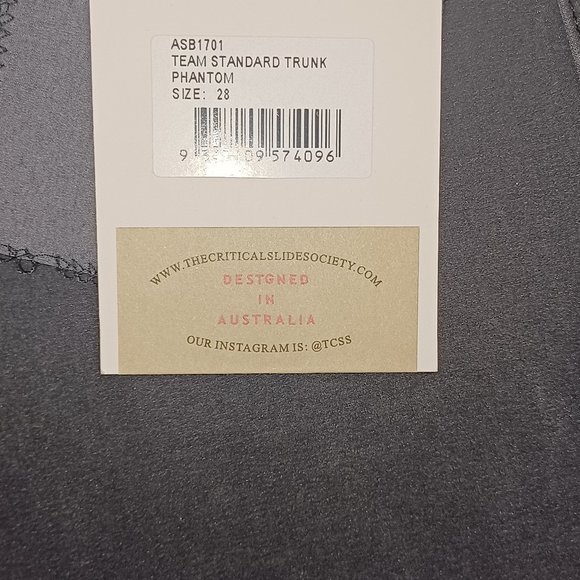 ASB1701
TEAM STANDARD TRUNK
PHANTOM
SIZE: 28
574096
WWW.THECRITICALSLIDESOCIETY.COM
DESIGNED
IN
AUSTRALIA
OUR INSTAGRAM IS: @TCSS